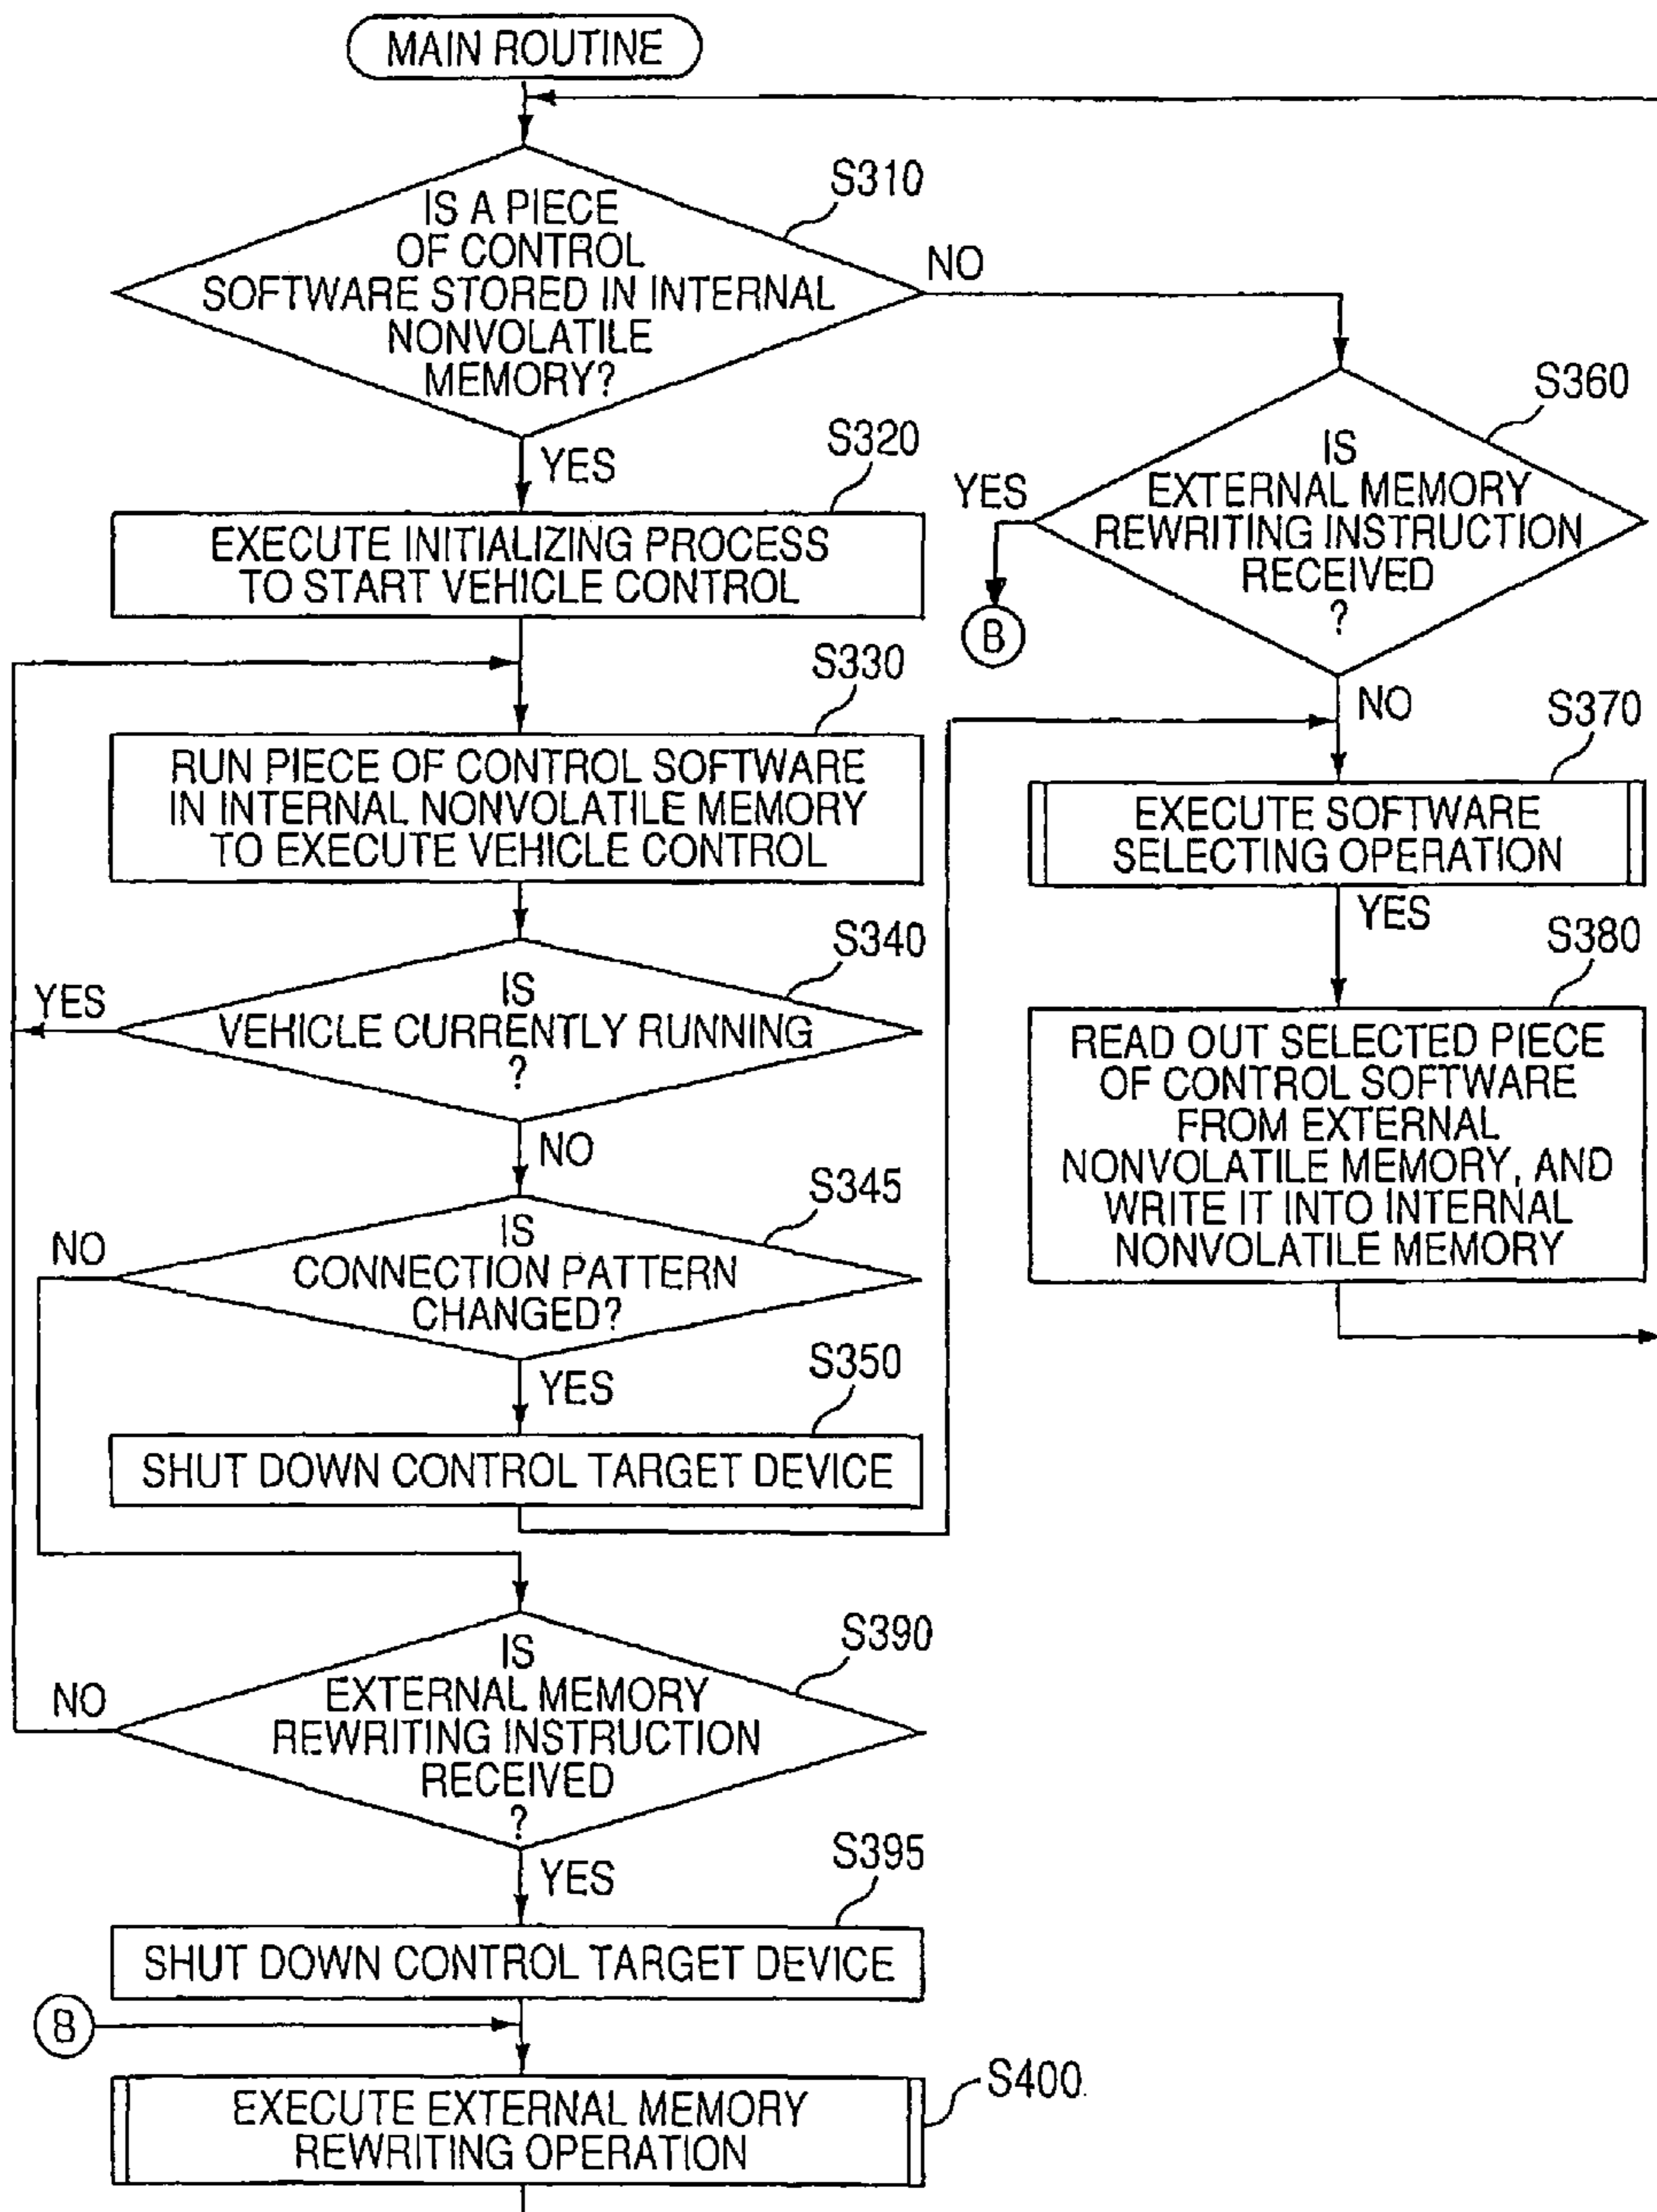 MAIN ROUTINE
S310
IS A PIECE
OF CONTROL
SOFTWARE STORED IN INTERNAL
NONVOLATILE
MEMORY?
NO
YES
S320
EXECUTE INITIALIZING PROCESS
TO START VEHICLE CONTROL
S330
RUN PIECE OF CONTROL SOFTWARE
IN INTERNAL NONVOLATILE MEMORY
TO EXECUTE VEHICLE CONTROL
S340
YES
IS
VEHICLE CURRENTLY RUNNING
?
NO
S345
NO
IS
CONNECTION PATTERN
CHANGED?
YES
S350
SHUT DOWN CONTROL TARGET DEVICE
S390
NO
IS
EXTERNAL MEMORY
REWRITING INSTRUCTION
RECEIVED
?
YES
S395
SHUT DOWN CONTROL TARGET DEVICE
B
S400
EXECUTE EXTERNAL MEMORY
REWRITING OPERATION
S360
IS
EXTERNAL MEMORY
REWRITING INSTRUCTION
RECEIVED
?
YES
B
NO
S370
EXECUTE SOFTWARE
SELECTING OPERATION
YES
S380
READ OUT SELECTED PIECE
OF CONTROL SOFTWARE
FROM EXTERNAL
NONVOLATILE MEMORY, AND
WRITE IT INTO INTERNAL
NONVOLATILE MEMORY